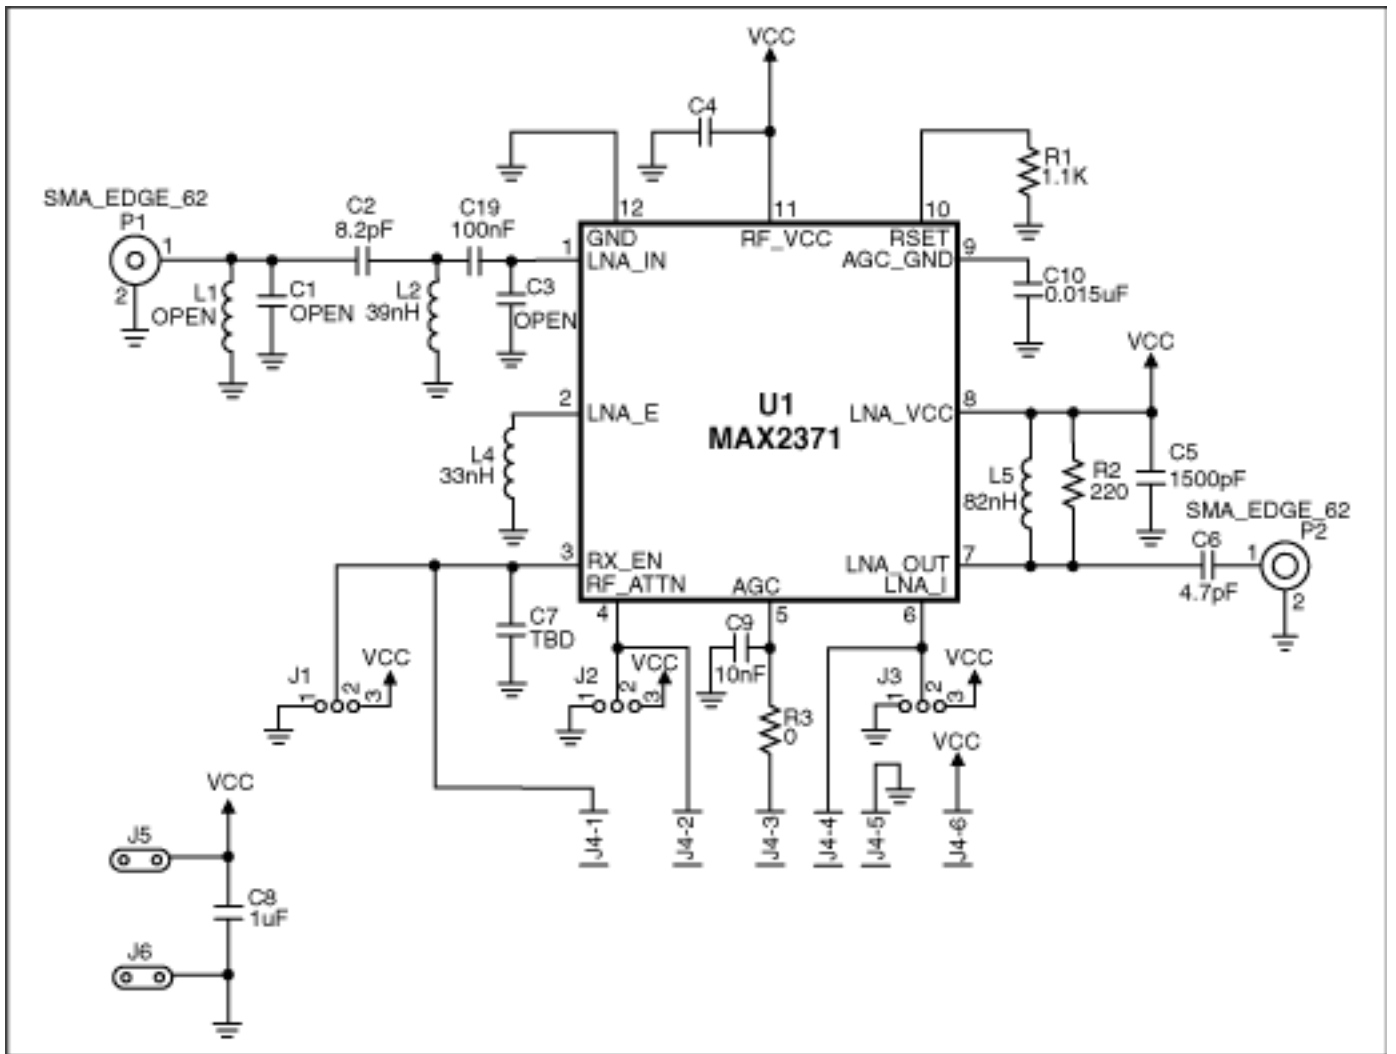 VCC
C4
R1
1.1K
SMA_EDGE_62
P1
1
2
C2
8.2pF
C19
100nF
12
11
10
GND
RF_VCC
RSET
1
LNA_IN
AGC_GND
9
L1
OPEN
C1
OPEN
L2
39nH
C3
OPEN
C10
0.015uF
VCC
2
LNA_E
U1
MAX2371
LNA_VCC
8
L4
33nH
L5
82nH
R2
220
C5
1500pF
SMA_EDGE_62
P2
3
RX_EN
LNA_OUT
7
C6
4.7pF
1
2
RF_ATTN
AGC
LNA_I
4
5
6
C7
TBD
C9
10nF
J1
1
2
3
VCC
J2
1
2
3
VCC
J3
1
2
3
VCC
R3
0
VCC
J4-1
J4-2
J4-3
J4-4
J4-5
J4-6
VCC
J5
C8
1uF
J6